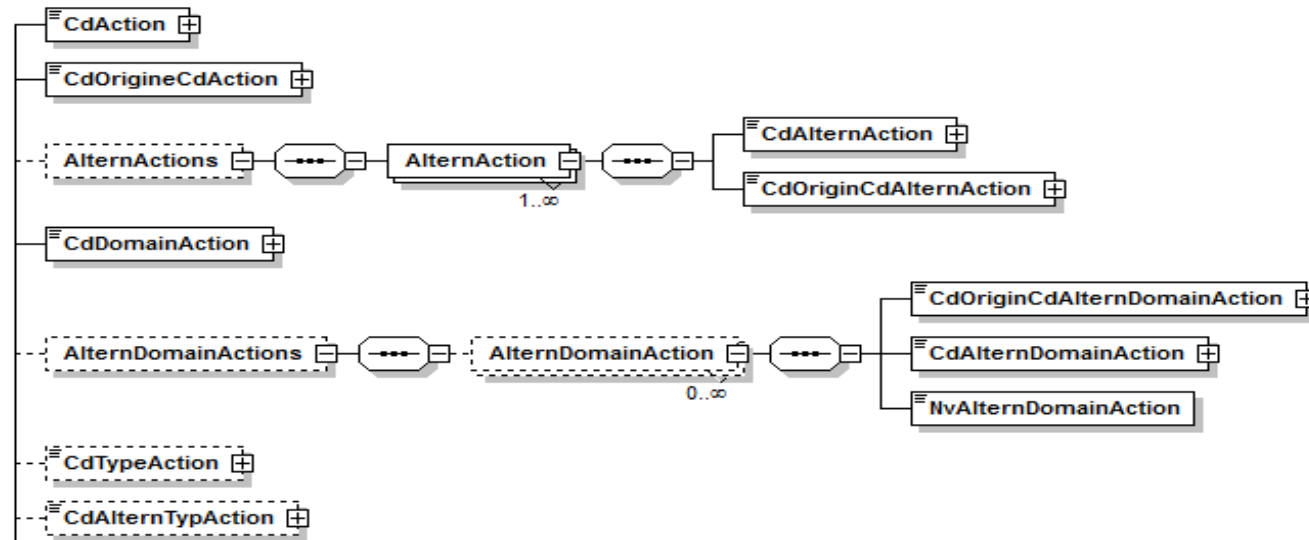 CdAction
CdOrigineCdAction
AlternActions
AlternAction
1..∞
CdAlternAction
CdOriginCdAlternAction
CdDomainAction
AlternDomainActions
AlternDomainAction
0..∞
CdOriginCdAlternDomainAction
CdAlternDomainAction
NvAlternDomainAction
CdTypeAction
CdAlternTypAction